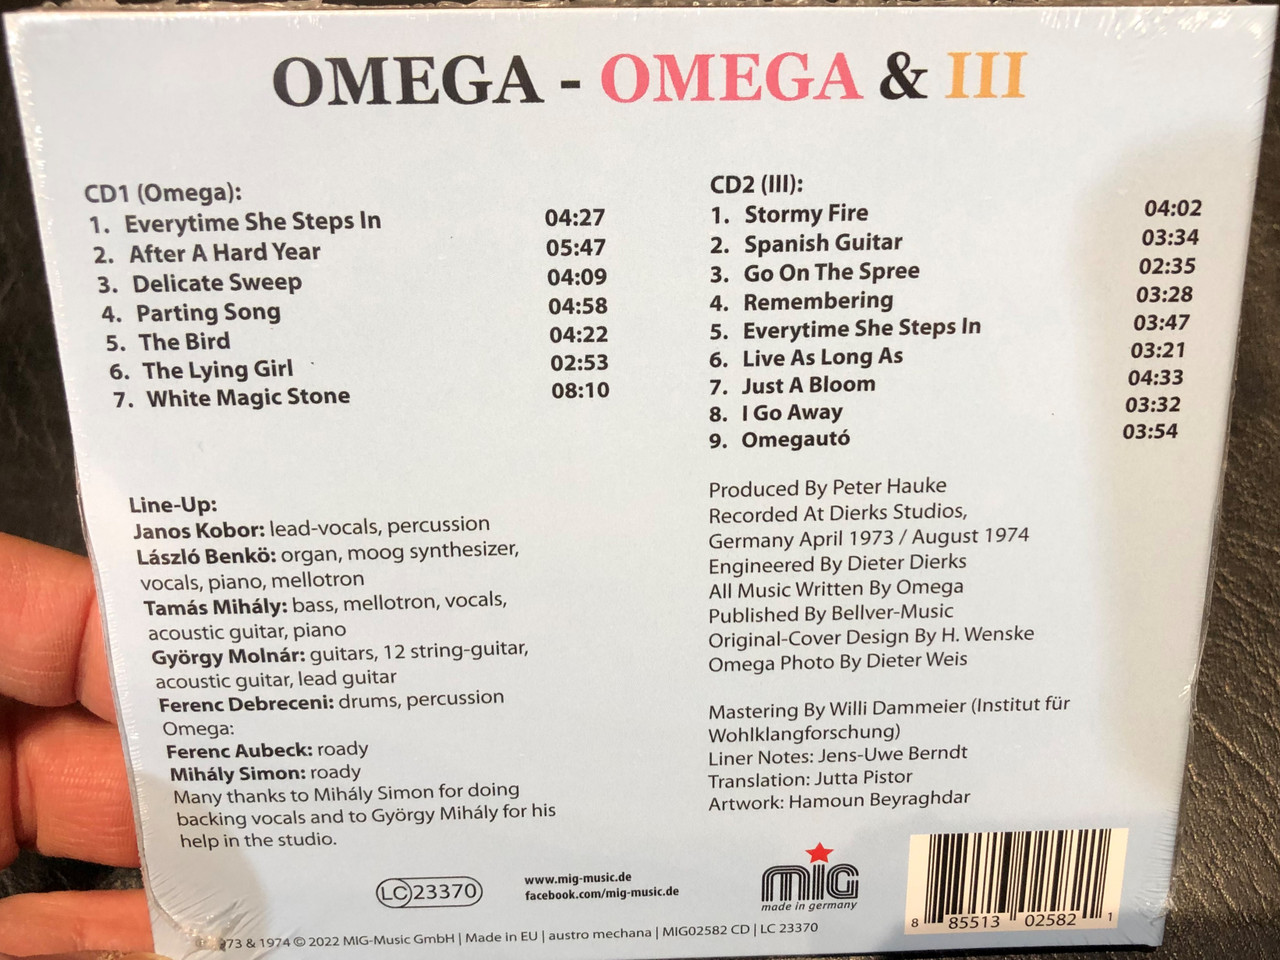 OMEGA - OMEGA & III
CD1 (Omega):
1. Everytime She Steps In 04:27
2. After A Hard Year 05:47
3. Delicate Sweep 04:09
4. Parting Song 04:58
5. The Bird 04:22
6. The Lying Girl 02:53
7. White Magic Stone 08:10
CD2 (III):
1. Stormy Fire 04:02
2. Spanish Guitar 03:34
3. Go On The Spree 02:35
4. Remembering 03:28
5. Everytime She Steps In 03:47
6. Live As Long As 03:21
7. Just A Bloom 04:33
8. I Go Away 03:32
9. Omegautó 03:54
Line-Up:
Janos Kobor: lead-vocals, percussion
László Benkö: organ, moog synthesizer,
vocals, piano, mellotron
Tamás Mihály: bass, mellotron, vocals,
acoustic guitar, piano
György Molnár: guitars, 12 string-guitar,
acoustic guitar, lead guitar
Ferenc Debreceni: drums, percussion
Omega:
Ferenc Aubeck: roady
Mihály Simon: roady
Many thanks to Mihály Simon for doing
backing vocals and to György Mihály for his
help in the studio.
Produced By Peter Hauke
Recorded At Dierks Studios,
Germany April 1973 / August 1974
Engineered By Dieter Dierks
All Music Written By Omega
Published By Bellver-Music
Original-Cover Design By H. Wenske
Omega Photo By Dieter Weis
Mastering By Willi Dammeier (Institut für
Wohlklangforschung)
Liner Notes: Jens-Uwe Berndt
Translation: Jutta Pistor
Artwork: Hamoun Beyraghdar
LC 23370
www.mig-music.de
facebook.com/mig-music.de
mig
made in germany
8 85513 02582 1
& 1974 © 2022 MIG-Music GmbH | Made in EU | austro mechana | MIG02582 CD | LC 23370